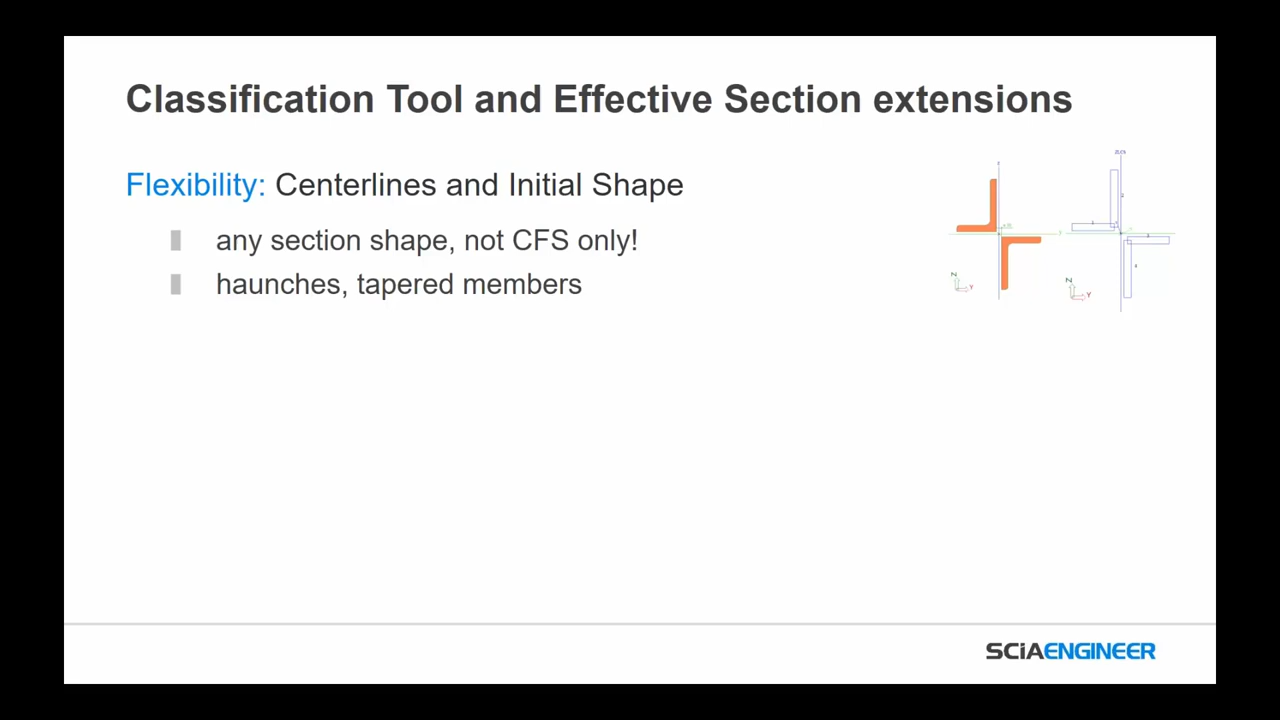 Classification Tool and Effective Section extensions
Flexibility: Centerlines and Initial Shape
any section shape, not CFS only!
haunches, tapered members
N
Y
N
Y
SCiAENGINEER